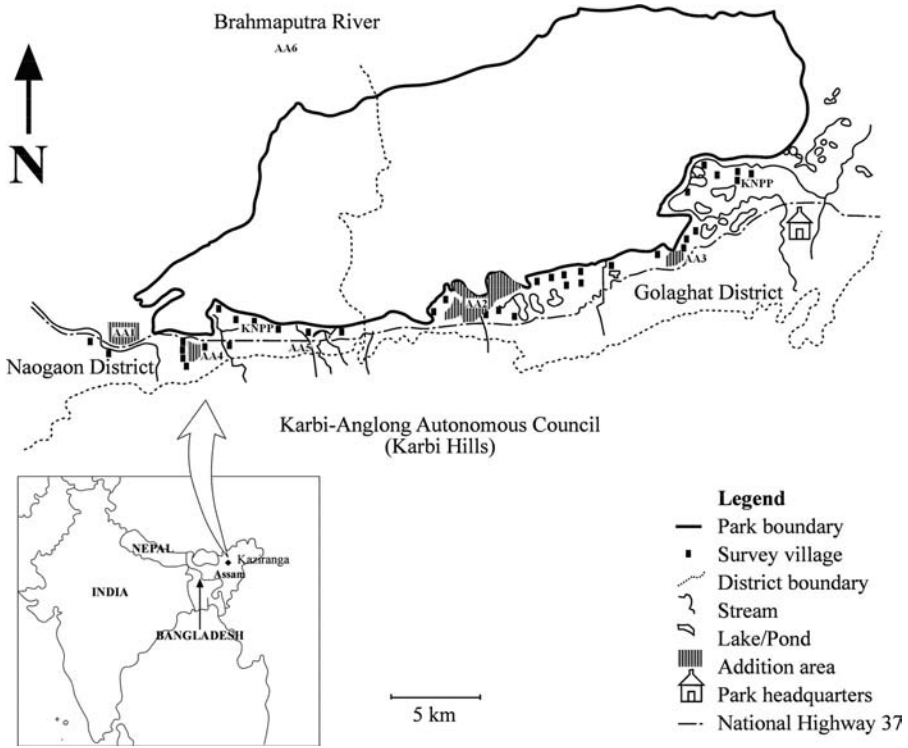 Brahmaputra River
AA6
N
KNPP
AA3
Golaghat District
AA2
KNPP
AA1
AA4
AA5
Naogaon District
Karbi-Anglong Autonomous Council
(Karbi Hills)
NEPAL
Kaziranga
Assam
INDIA
BANGLADESH
5 km
Legend
Park boundary
Survey village
District boundary
Stream
Lake/Pond
Addition area
Park headquarters
National Highway 37